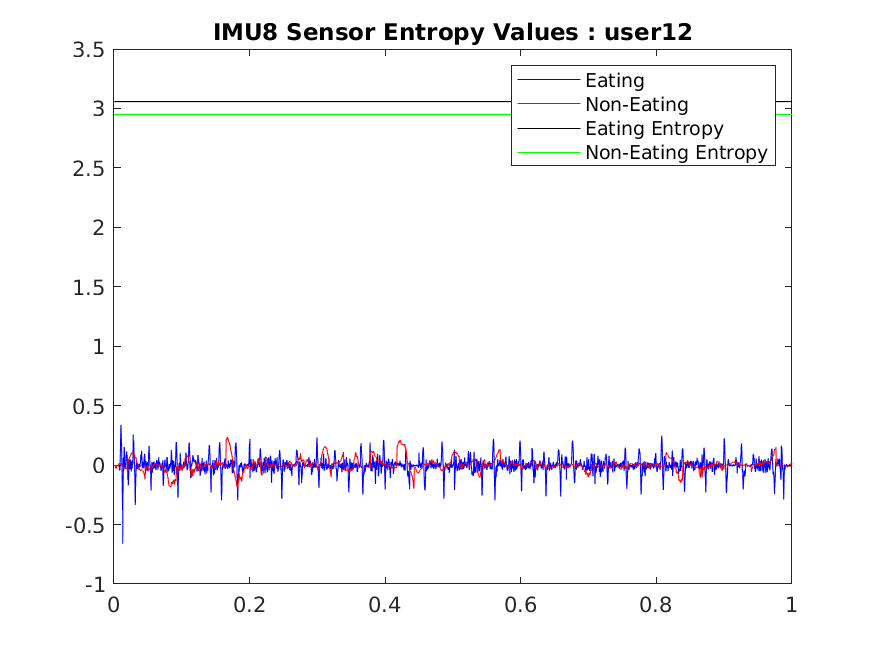 IMU8 Sensor Entropy Values : user12
3.5
3
2.5
2
1.5
1
0.5
0
-0.5
-1
Eating
Non-Eating
Eating Entropy
Non-Eating Entropy
0 0.2 0.4 0.6 0.8 1